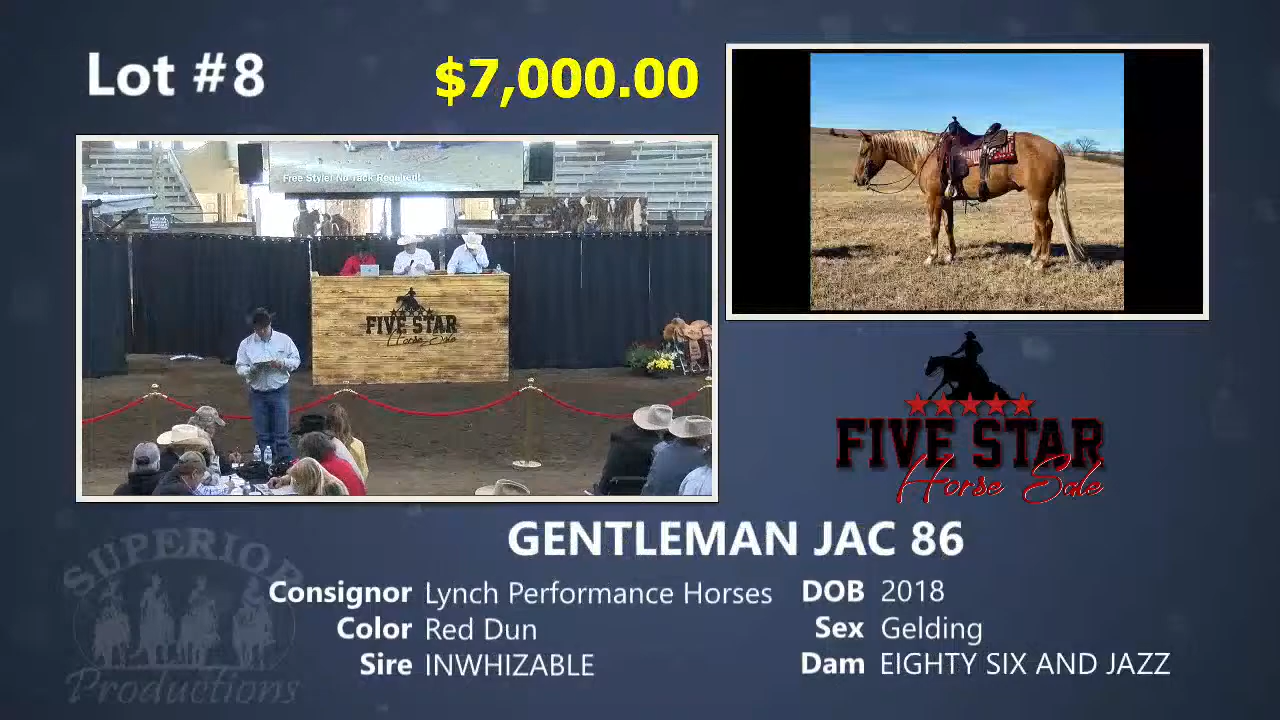 Lot #8
$7,000.00
Free Style! No Tack Required!!
FIVE STAR
Horse Sale
FIVE STAR
Horse Sale
GENTLEMAN JAC 86
SUPERIOR
Productions
Consignor Lynch Performance Horses
DOB 2018
Color Red Dun
Sex Gelding
Sire INWHIZABLE
Dam EIGHTY SIX AND JAZZ